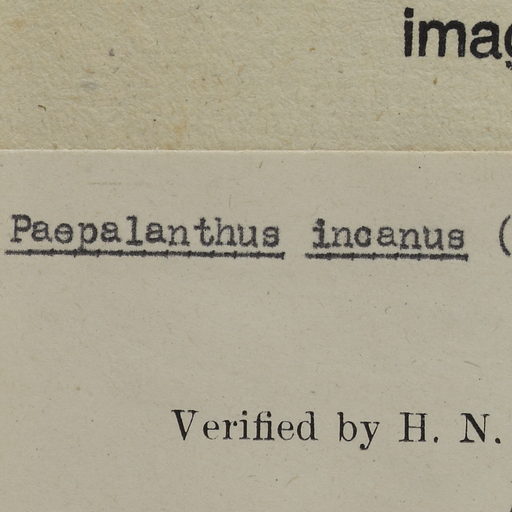 imag
Paepalanthus incanus (
Verified by H. N.